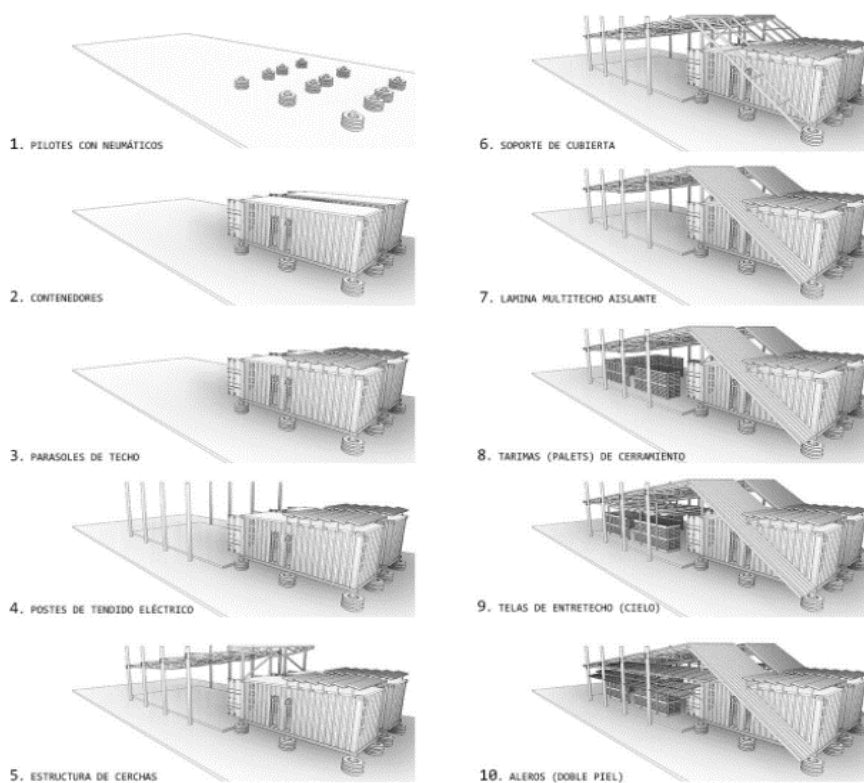 1. PILOTES CON NEUMÁTICOS
2. CONTENEDORES
3. PARASOLES DE TECHO
4. POSTES DE TENDIDO ELÉCTRICO
5. ESTRUCTURA DE CERCHAS
6. SOPORTE DE CUBIERTA
7. LAMINA MULTITECHO AISLANTE
8. TARIMAS (PALETS) DE CERRAMIENTO
9. TELAS DE ENTRETECHO (CIELO)
10. ALEROS (DOBLE PIEL)